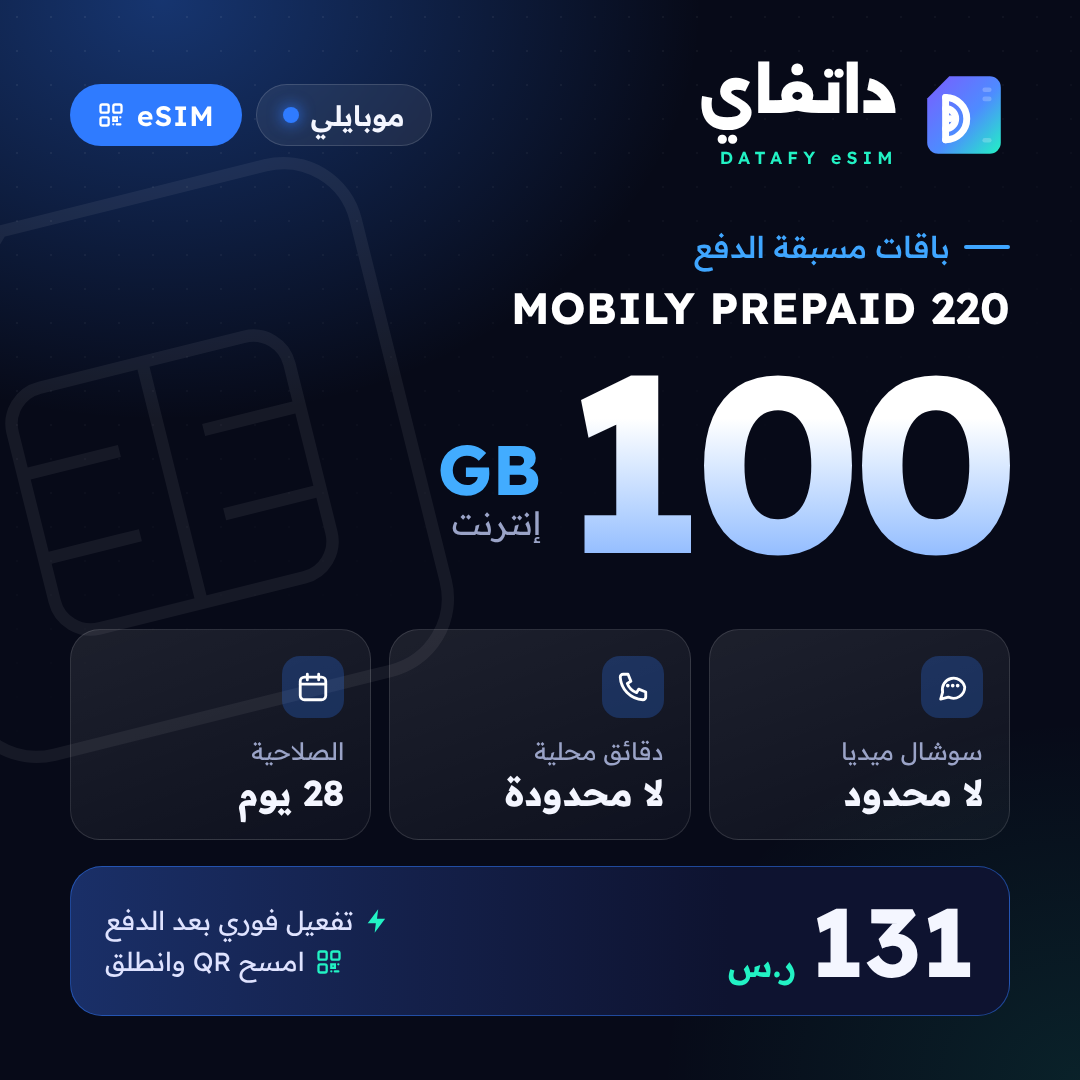 داتفاي
DATAFY eSIM
موبايلي
eSIM
باقات مسبقة الدفع
MOBILY PREPAID 220
100
GB
إنترنت
سوشال ميديا
لا محدود
دقائق محلية
لا محدودة
الصلاحية
28 يوم
131 ر.س
تفعيل فوري بعد الدفع
امسح QR وانطلق